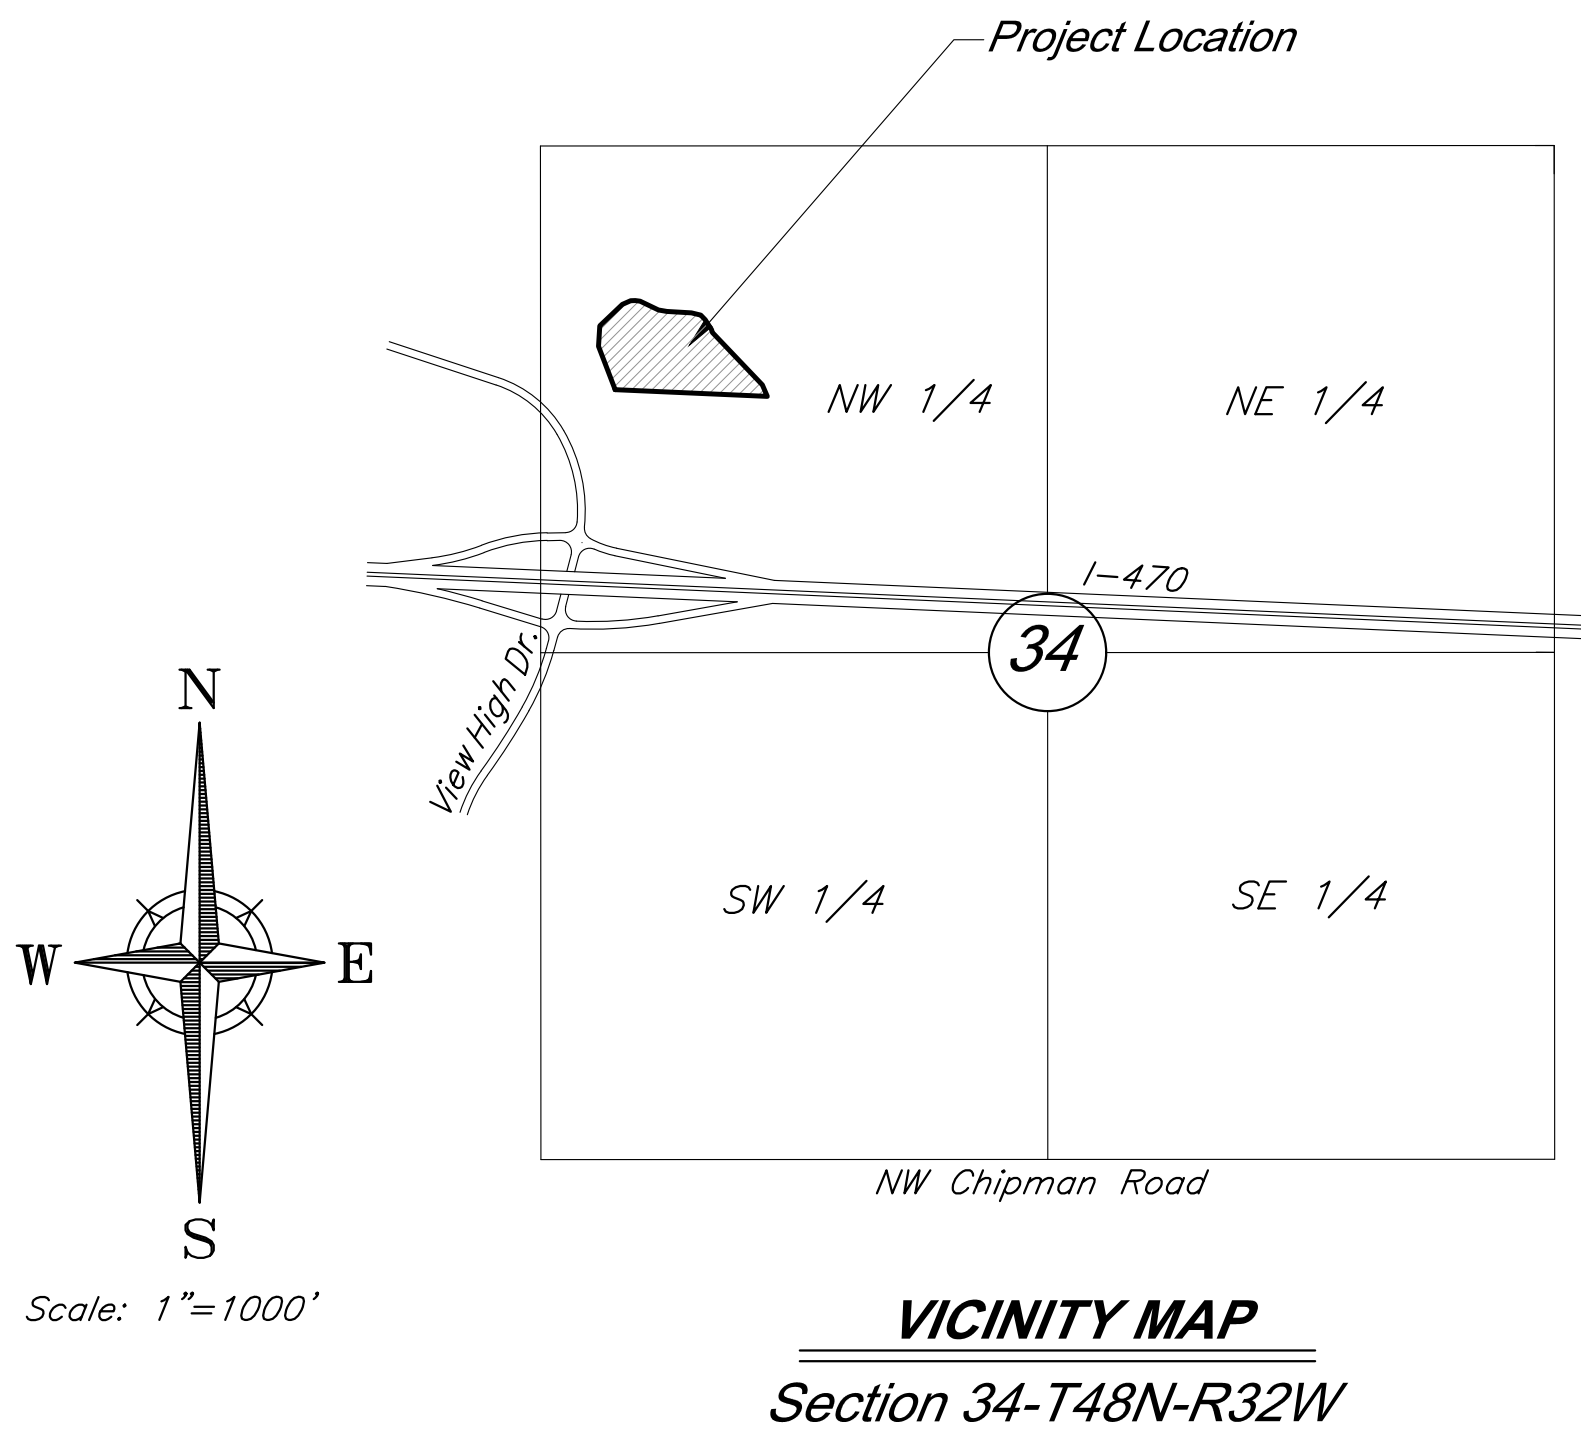 Project Location
NW 1/4
NE 1/4
I-470
34
View High Dr.
N
W
E
S
SW 1/4
SE 1/4
NW Chipman Road
Scale: 1"=1000'
VICINITY MAP
Section 34-T48N-R32W